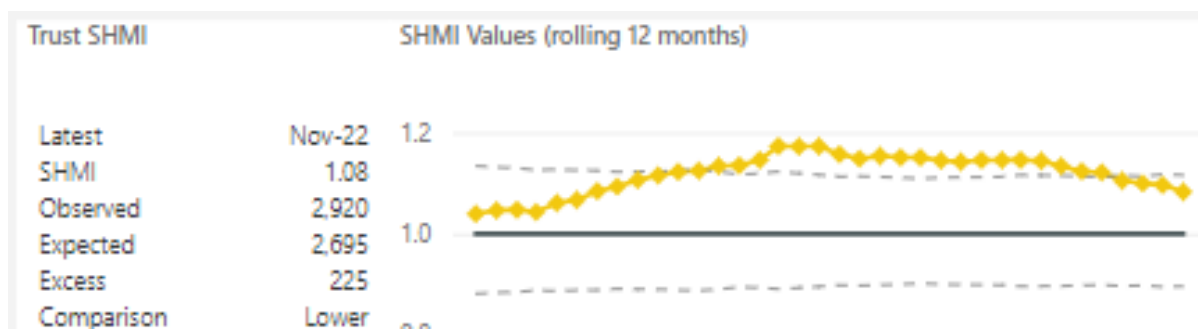 Trust SHMI
SHMI Values (rolling 12 months)
Latest Nov-22
SHMI 1.08
Observed 2,920
Expected 2,695
Excess 225
Comparison Lower
1.2
1.0